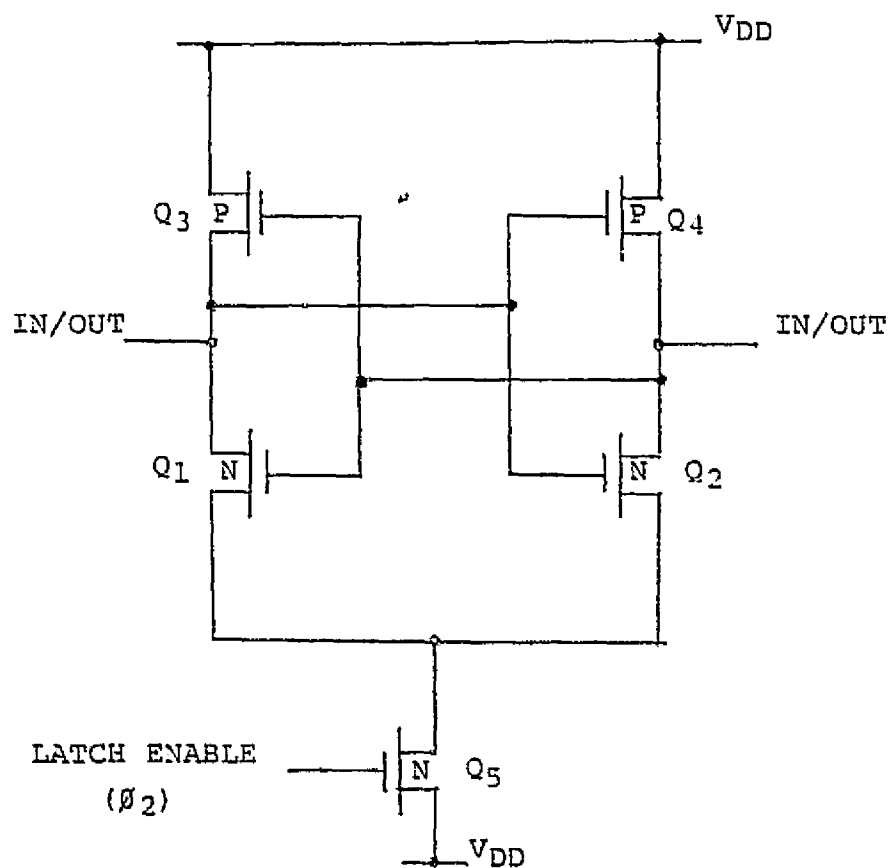 VDD
Q3 P
P Q4
IN/OUT
IN/OUT
Q1 N
N Q2
LATCH ENABLE
(Ø2)
N Q5
VDD